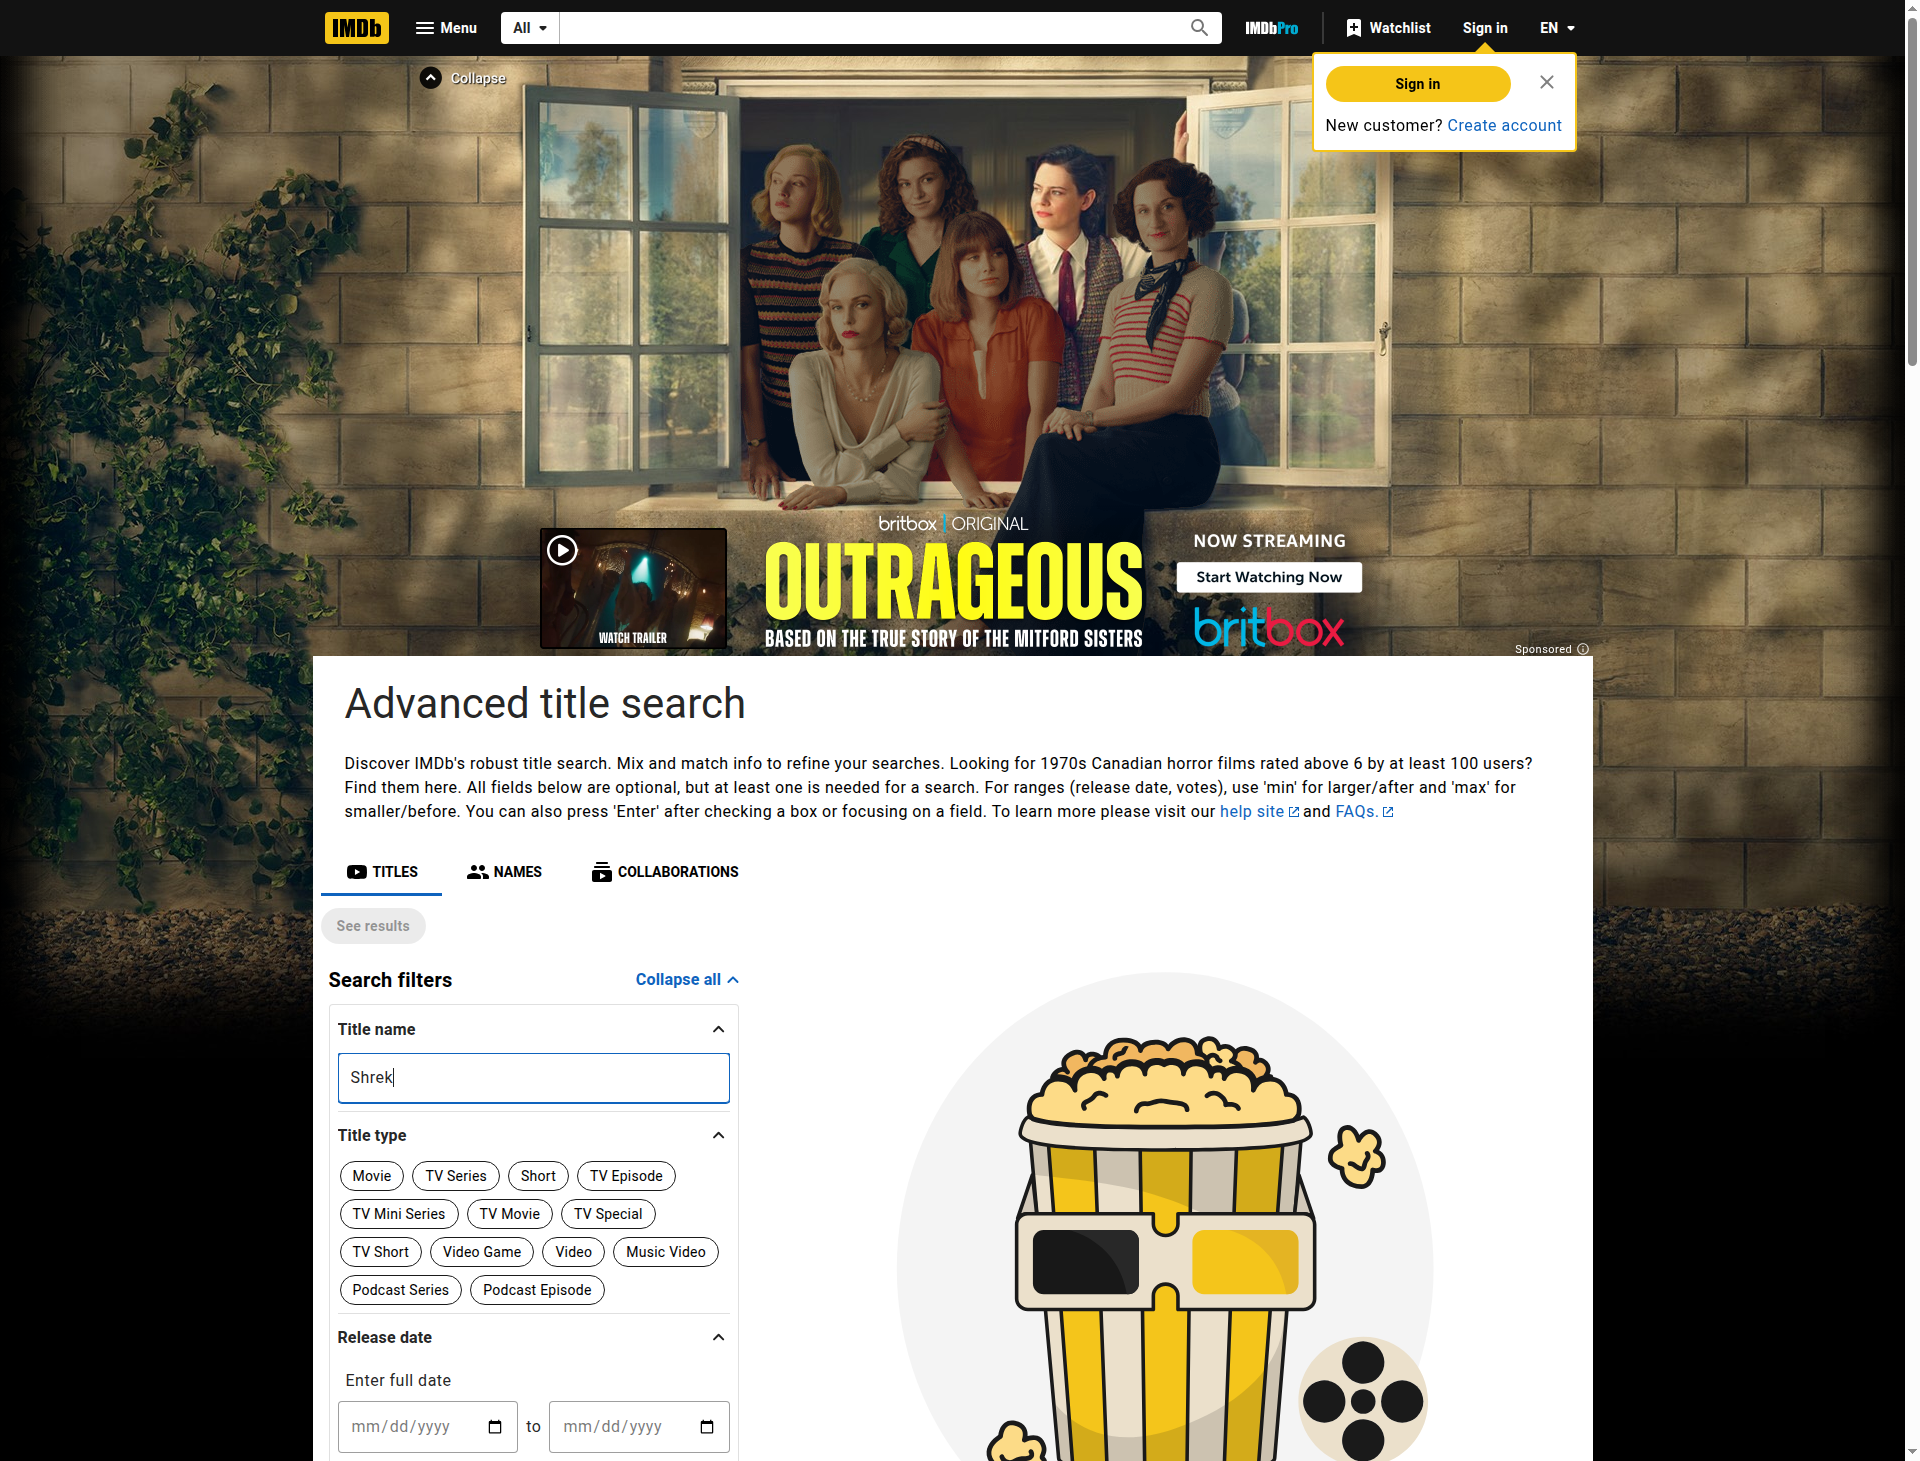 IMDb
Menu
All
IMDbPro
Watchlist
Sign in
EN
Collapse
Sign in
New customer? Create account
britbox | ORIGINAL
OUTRAGEOUS
BASED ON THE TRUE STORY OF THE MITFORD SISTERS
WATCH TRAILER
NOW STREAMING
Start Watching Now
britbox
Sponsored
Advanced title search
Discover IMDb's robust title search. Mix and match info to refine your searches. Looking for 1970s Canadian horror films rated above 6 by at least 100 users?
Find them here. All fields below are optional, but at least one is needed for a search. For ranges (release date, votes), use 'min' for larger/after and 'max' for
smaller/before. You can also press 'Enter' after checking a box or focusing on a field. To learn more please visit our help site and FAQs.
TITLES
NAMES
COLLABORATIONS
See results
Search filters
Collapse all
Title name
Shrek
Title type
Movie
TV Series
Short
TV Episode
TV Mini Series
TV Movie
TV Special
TV Short
Video Game
Video
Music Video
Podcast Series
Podcast Episode
Release date
Enter full date
mm/dd/yyyy
to
mm/dd/yyyy